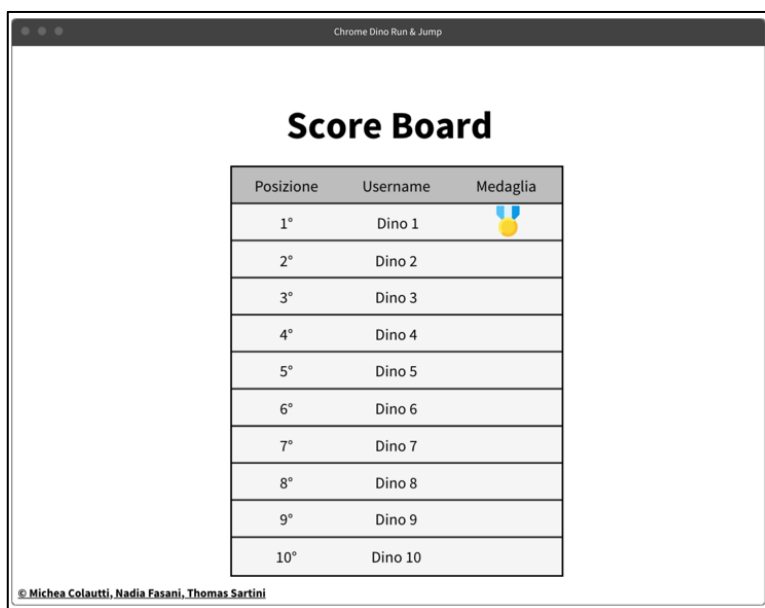 Chrome Dino Run & Jump
Score Board
Posizione Username Medaglia
1° Dino 1
2° Dino 2
3° Dino 3
4° Dino 4
5° Dino 5
6° Dino 6
7° Dino 7
8° Dino 8
9° Dino 9
10° Dino 10
© Michea Colautti, Nadia Fasani, Thomas Sartini